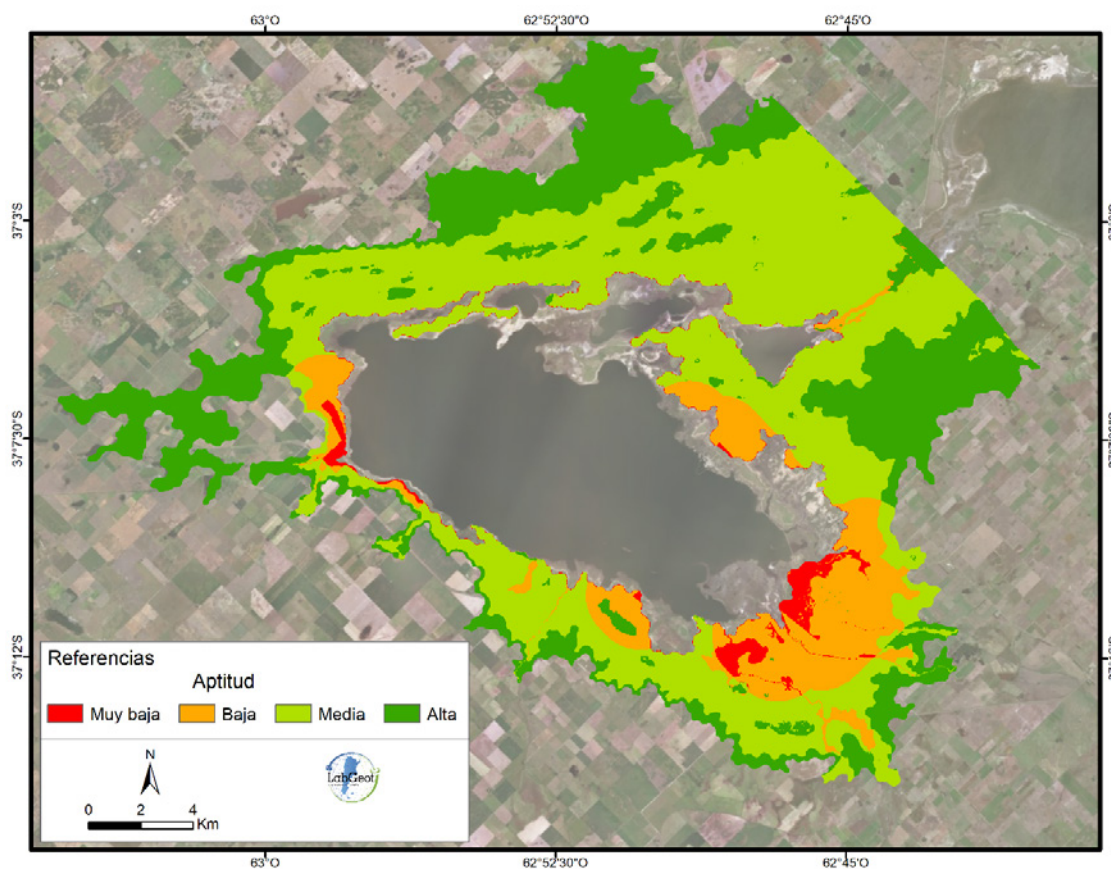 63°O 62°52'30"O 62°45'O
37°3'S
37°7'30"S
37°12'S
Referencias
Aptitud
Muy baja Baja Media Alta
N
LabGeot
0 2 4
Km
63°O 62°52'30"O 62°45'O